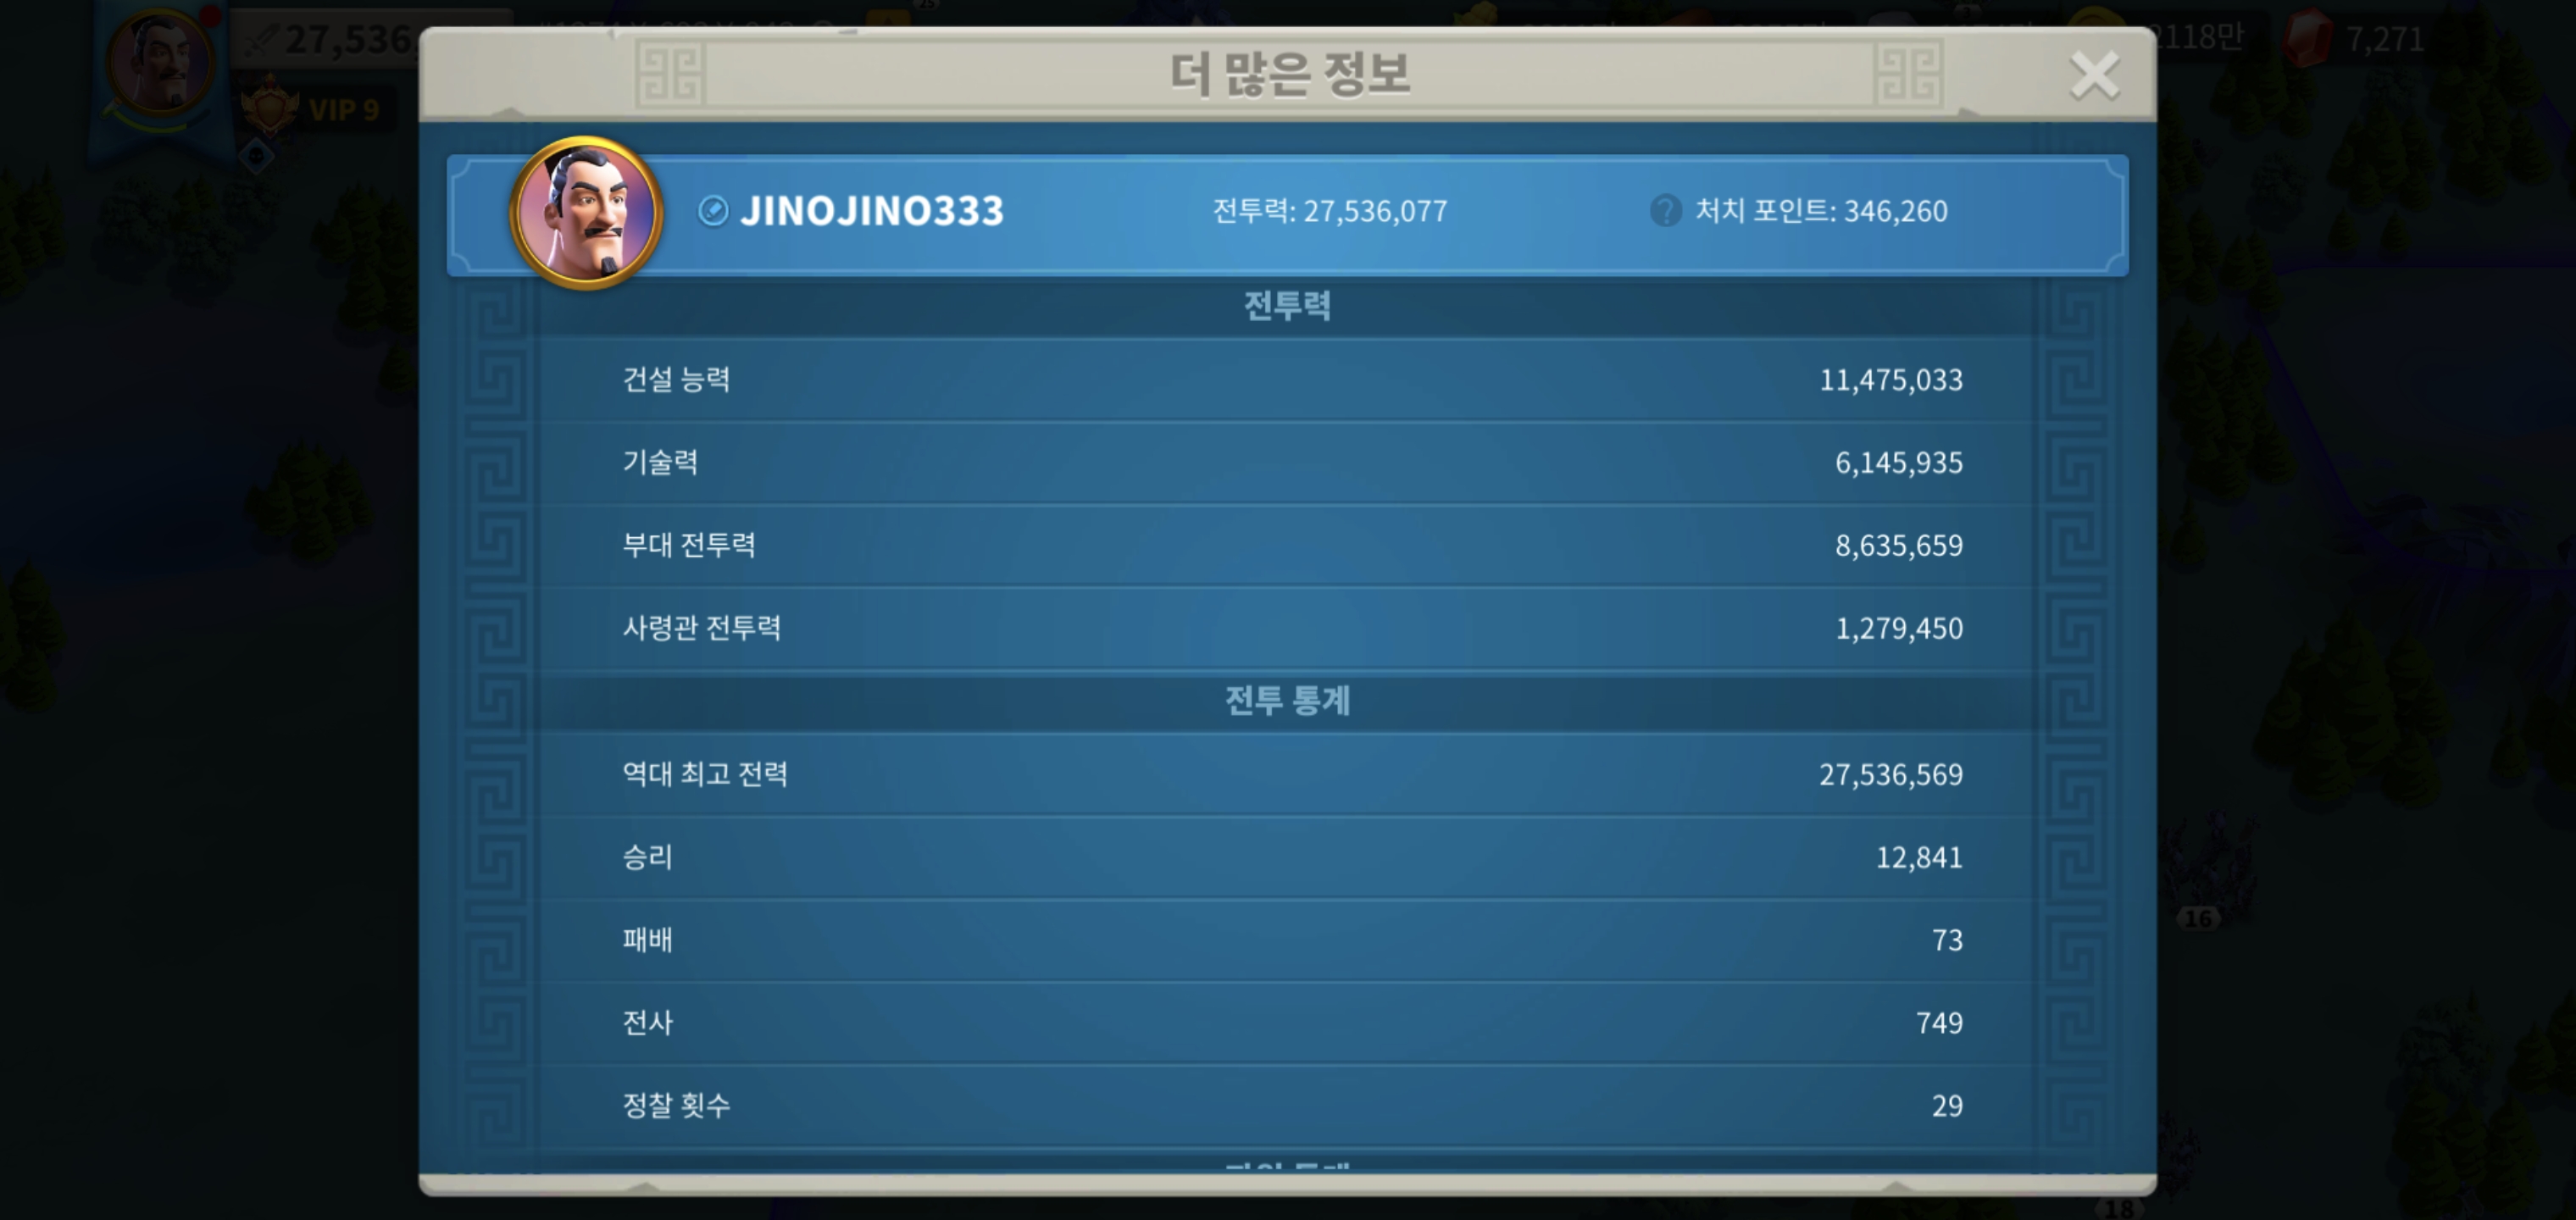 27,536,
VIP 9
2118만
7,271
더 많은 정보
JINOJINO333
전투력: 27,536,077
? 처치 포인트: 346,260
전투력
건설 능력 11,475,033
기술력 6,145,935
부대 전투력 8,635,659
사령관 전투력 1,279,450
전투 통계
역대 최고 전력 27,536,569
승리 12,841
패배 73
전사 749
정찰 횟수 29
16
18